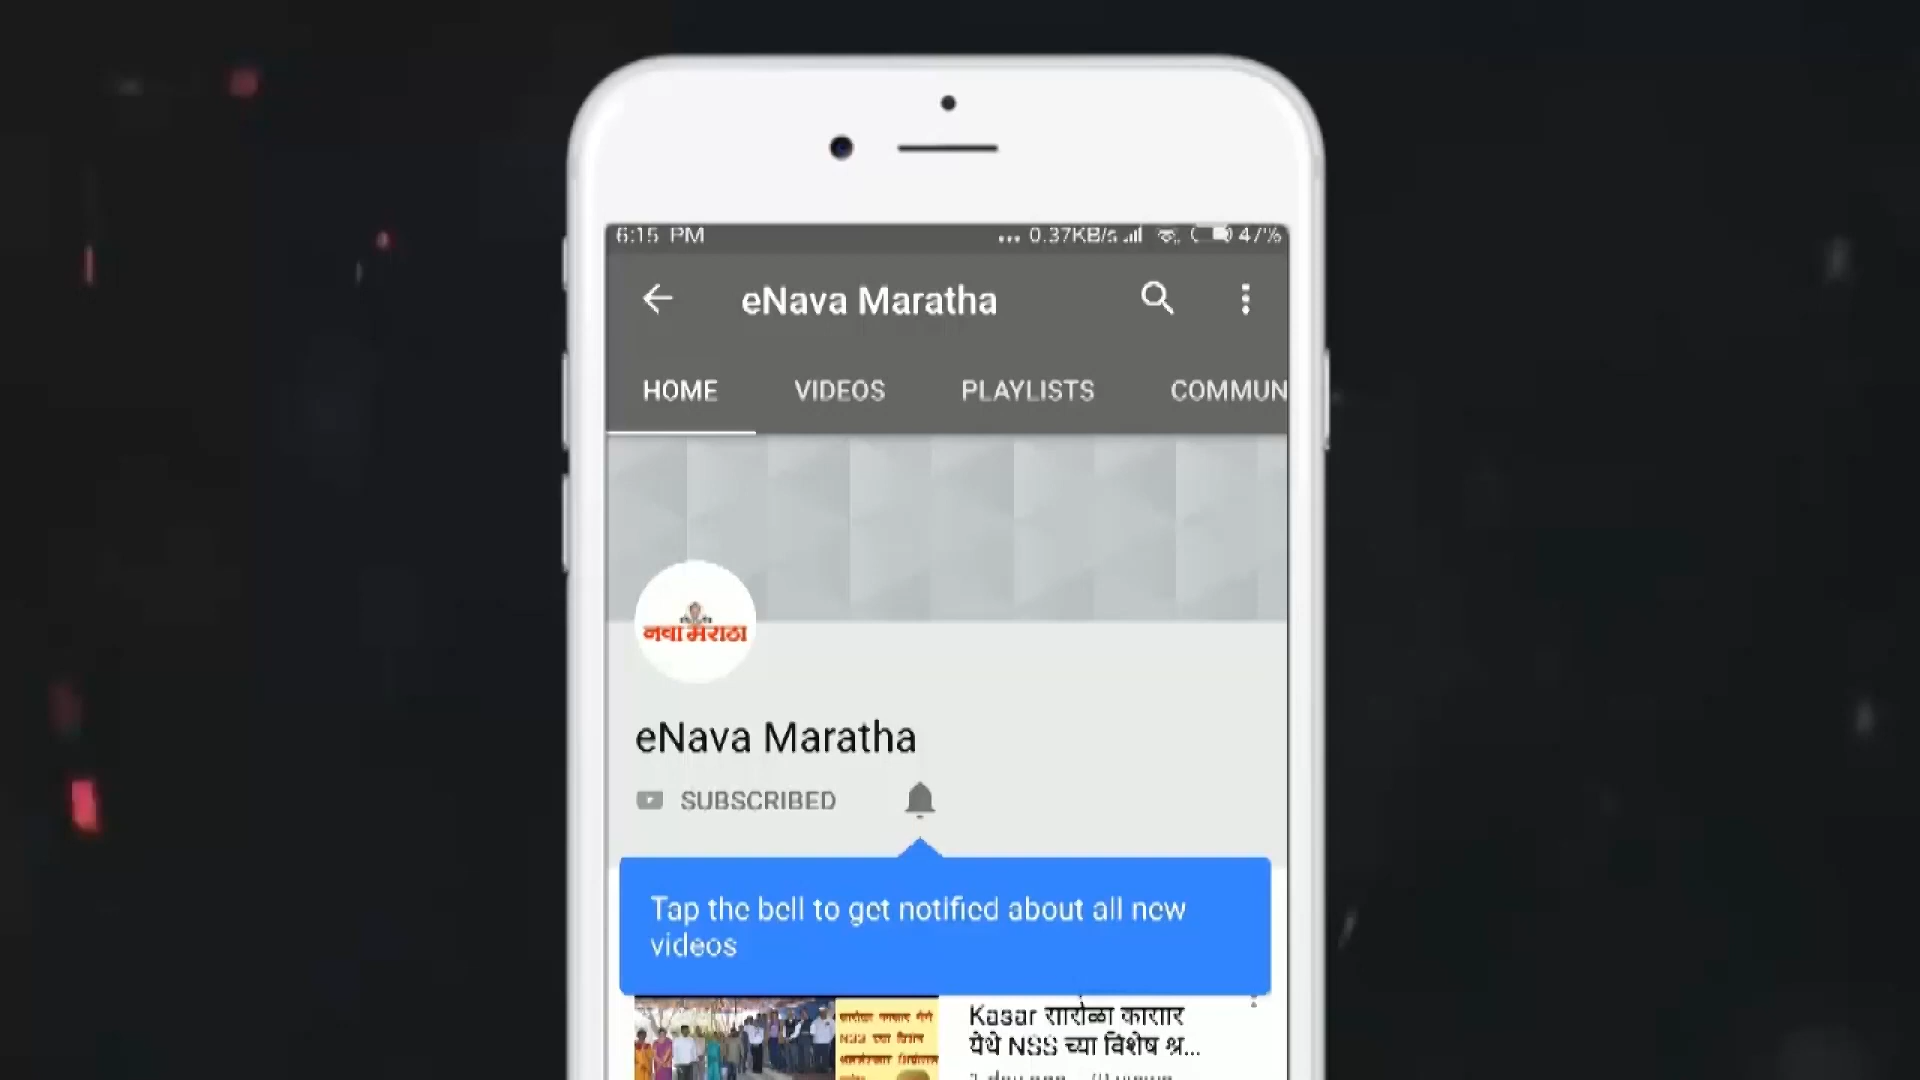 6:15 PM
... 0.37KB/s 47%
eNava Maratha
HOME VIDEOS PLAYLISTS COMMUN
नवा मराठा
eNava Maratha
SUBSCRIBED
Tap the bell to get notified about all new
videos
Kasar सारोळा कासार
येथे NSS च्या विशेष श्र...